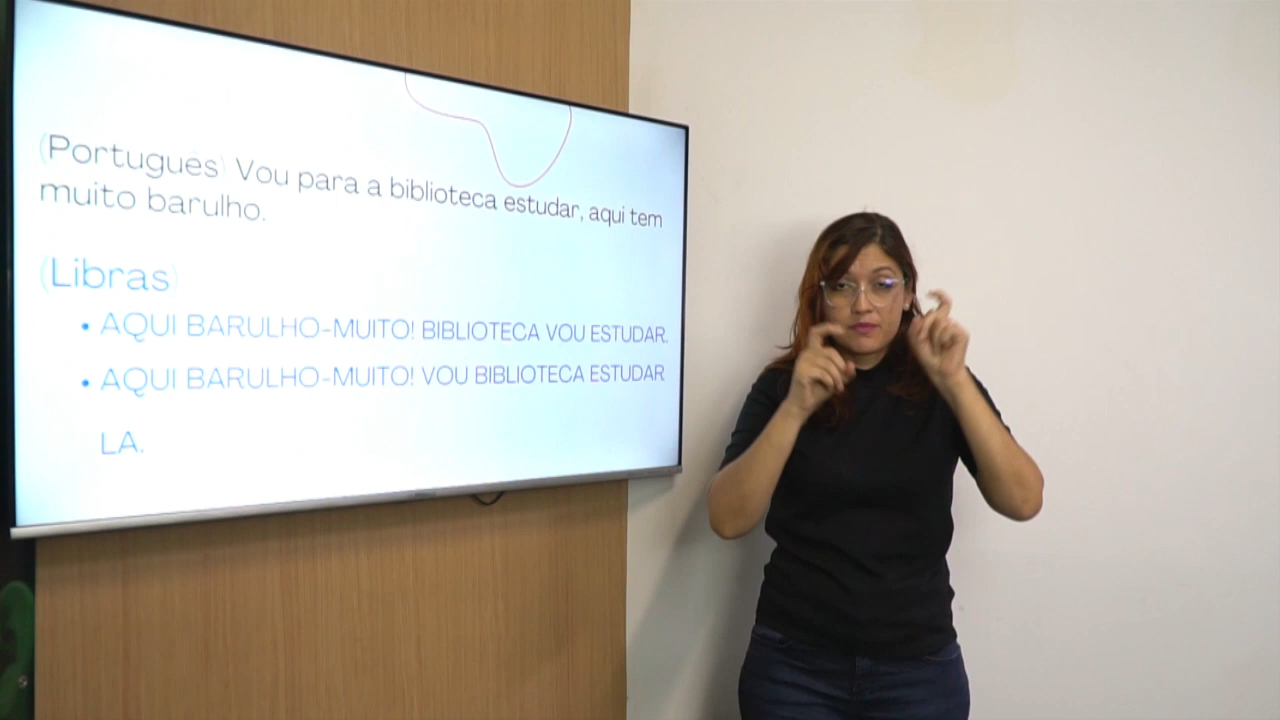 (Português) Vou para a biblioteca estudar, aqui tem
muito barulho.
(Libras)
• AQUI BARULHO-MUITO! BIBLIOTECA VOU ESTUDAR.
• AQUI BARULHO-MUITO! VOU BIBLIOTECA ESTUDAR
LA.